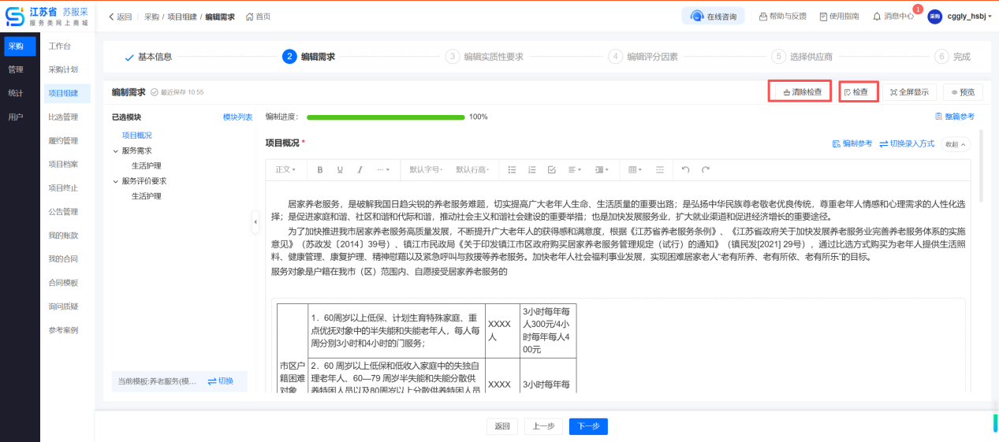 江苏省 苏服采
服务类网上商城
返回
采购 / 项目组建 / 编辑需求
首页
在线咨询
帮助与反馈
使用指南
消息中心
1
采购
cggly_hsbj
采购
管理
统计
用户
工作台
采购计划
项目组建
比选管理
履约管理
项目档案
项目终止
公告管理
我的账款
我的合同
合同模板
询问质疑
参考案例
基本信息
2 编辑需求
3 编辑实质性要求
4 编辑评分因素
5 选择供应商
6 完成
编制需求 最近保存 10:55
清除检查
检查
全屏显示
预览
已选模块
模块列表
项目概况
服务需求
生活护理
服务评价要求
生活护理
当前模板:养老服务(模...
切换
编制进度：
100%
整篇参考
项目概况 *
编制参考
切换录入方式
收起
正文
B U I ...
默认字号
默认行高
居家养老服务，是破解我国日趋尖锐的养老服务难题，切实提高广大老年人生命、生活质量的重要出路；是弘扬中华民族尊老敬老优良传统，尊重老年人情感和心理需求的人性化选
择；是促进家庭和谐、社区和谐和代际和谐，推动社会主义和谐社会建设的重要举措；也是加快发展服务业，扩大就业渠道和促进经济增长的重要途径。
为了加快推进我市居家养老服务高质量发展，不断提升广大老年人的获得感和满意度，根据《江苏省养老服务条例》、《江苏省政府关于加快发展养老服务业完善养老服务体系的实施
意见》（苏政发〔2014〕39号）、镇江市民政局《关于印发镇江市区政府购买居家养老服务管理规定（试行）的通知》（镇民发[2021] 29号），通过比选方式购买为老年人提供生活照
料、健康管理、康复护理、精神慰藉以及紧急呼叫与救援等养老服务。加快老年人社会福利事业发展，实现困难居家老人“老有所养、老有所依、老有所乐”的目标。
服务对象是户籍在我市（区）范围内、自愿接受居家养老服务的
市区户
籍困难
对象
1．60周岁以上低保、计划生育特殊家庭、重
点优抚对象中的半失能和失能老年人，每人每
周分别3小时和4小时的门服务；
XXXX
人
3小时每年每
人300元/4小
时每年每人4
00元
2．60 周岁以上低保和低收入家庭中的失独自
理老年人、60—79 周岁半失能和失能分散供
养特困人员以及80周岁以上分散供养特困人员
XXXX
3小时每年每
返回
上一步
下一步